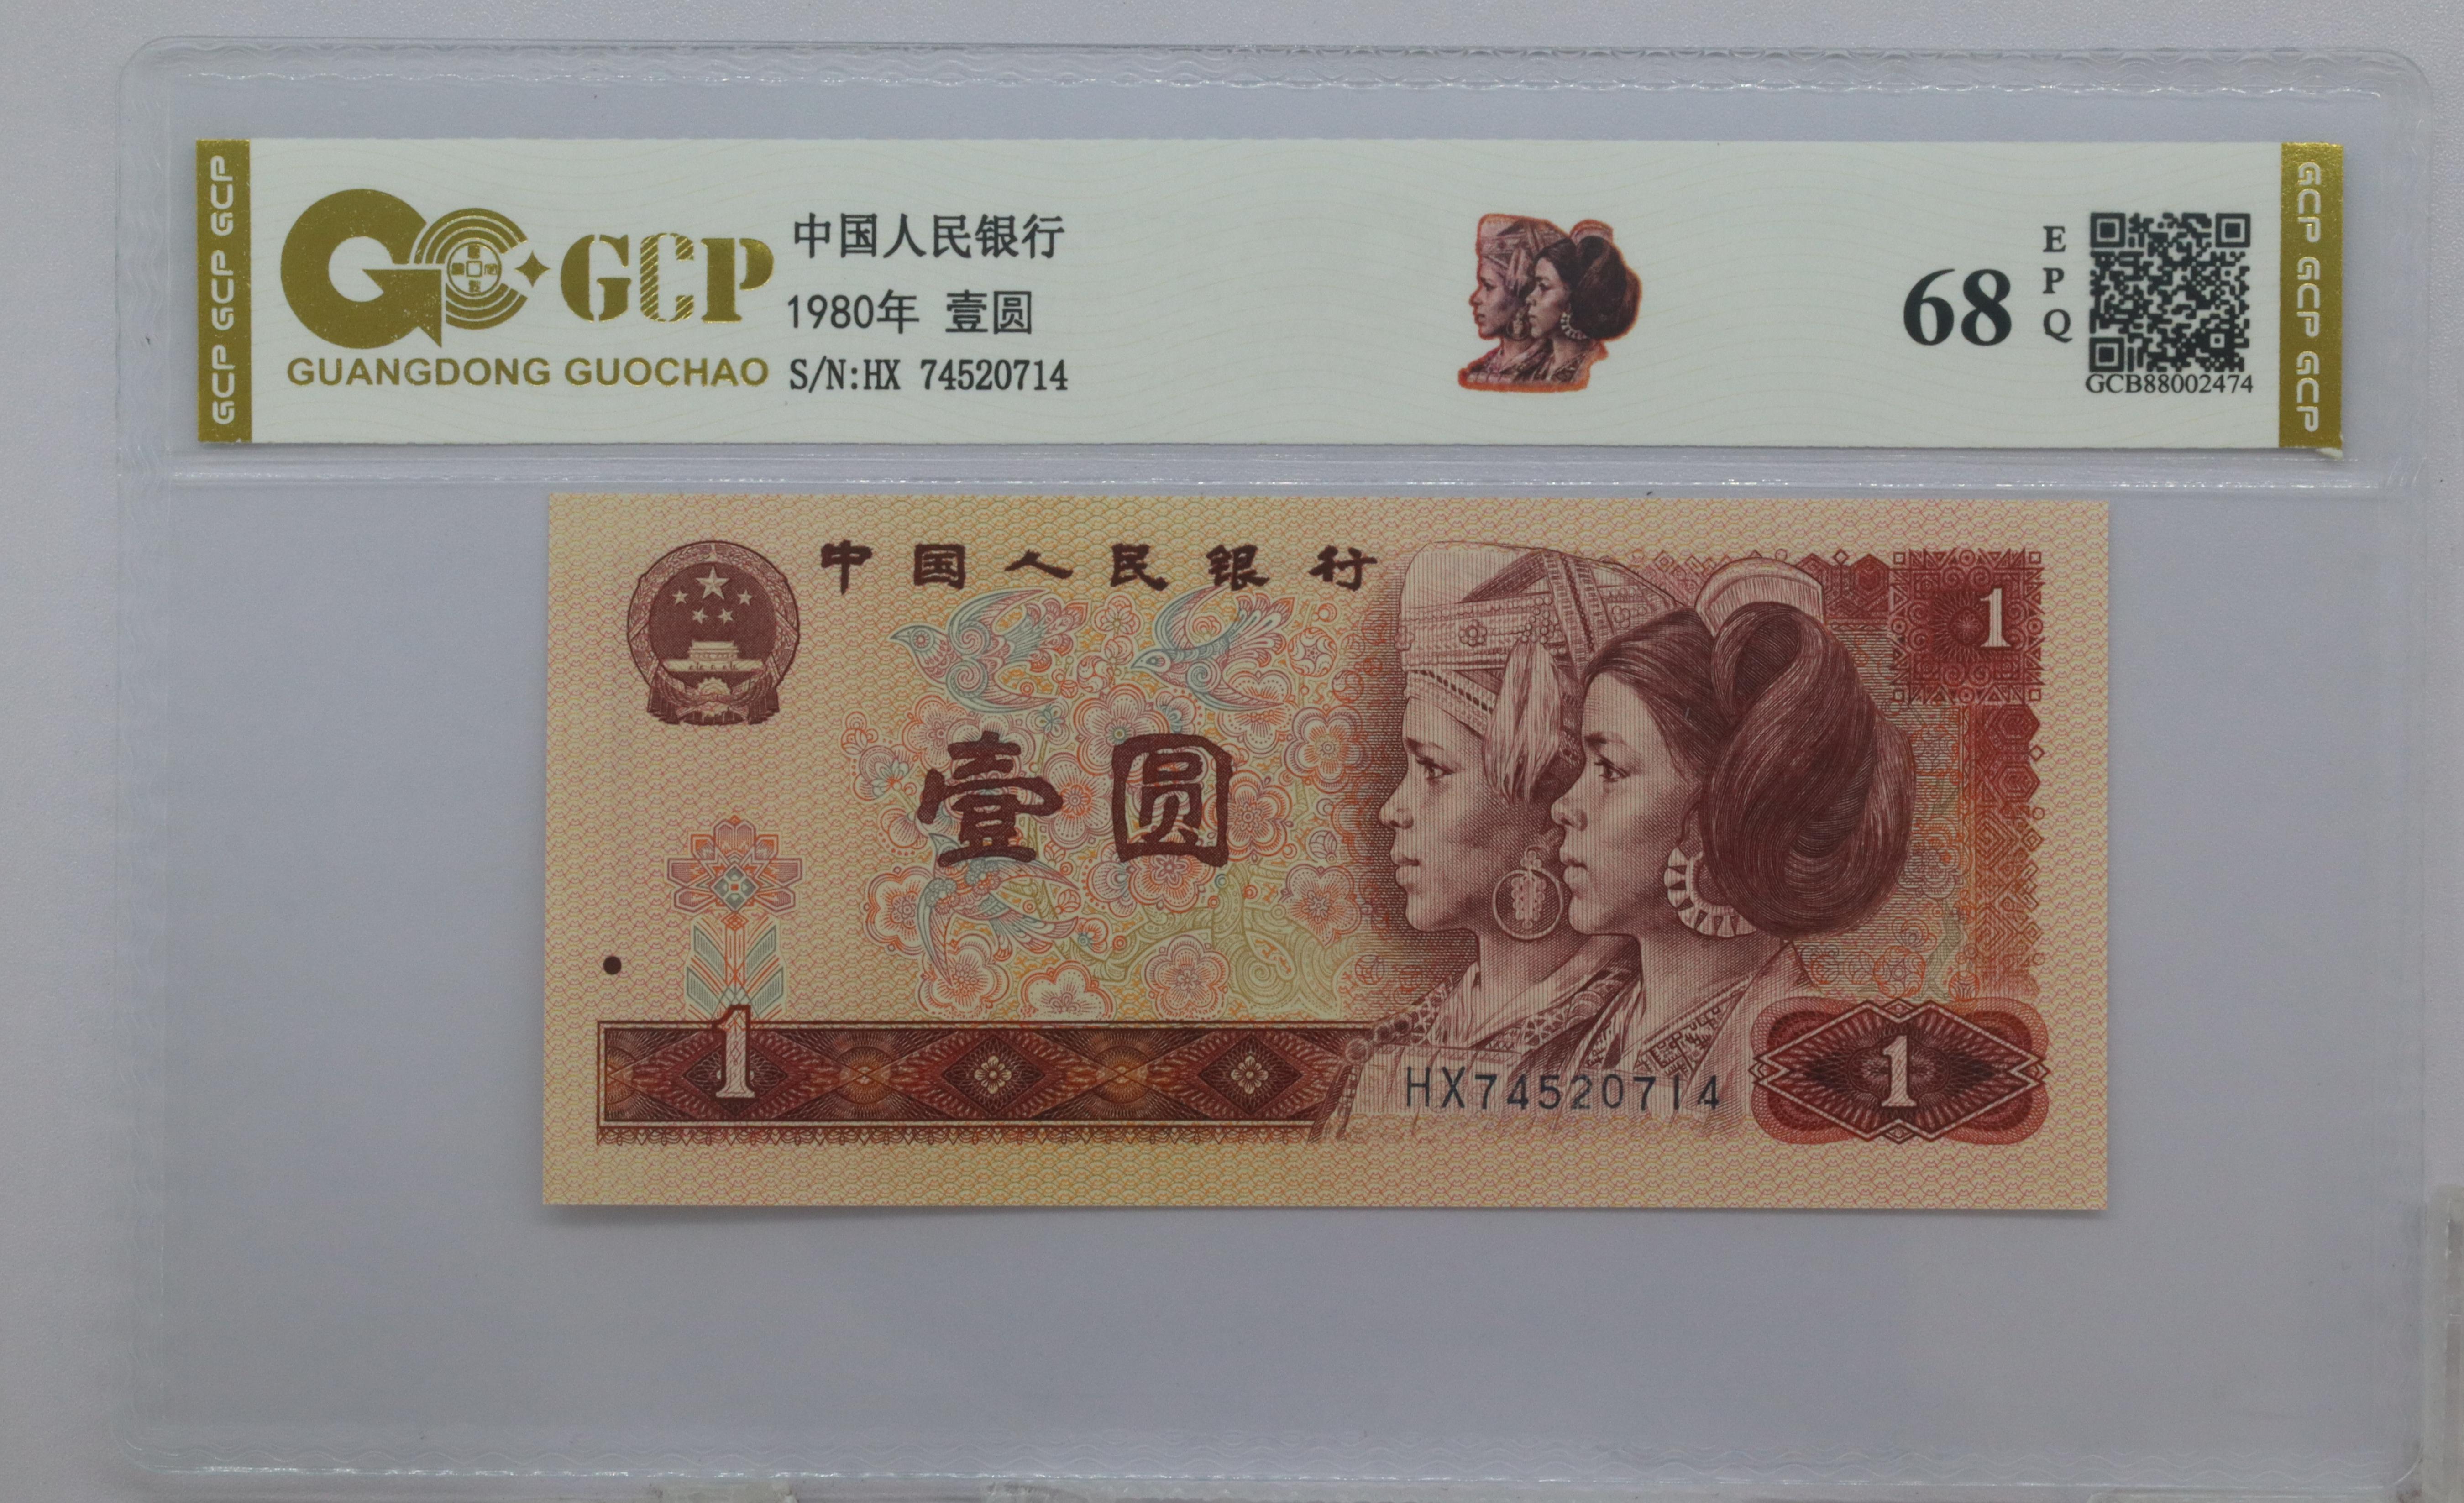 GCP GCP GCP
GCP
GUANGDONG GUOCHAO
中国人民银行
1980年 壹圆
S/N:HX 74520714
68
E
P
Q
GCB88002474
GCP GCP GCP
中国人民银行
1
壹圆
1
HX74520714
1